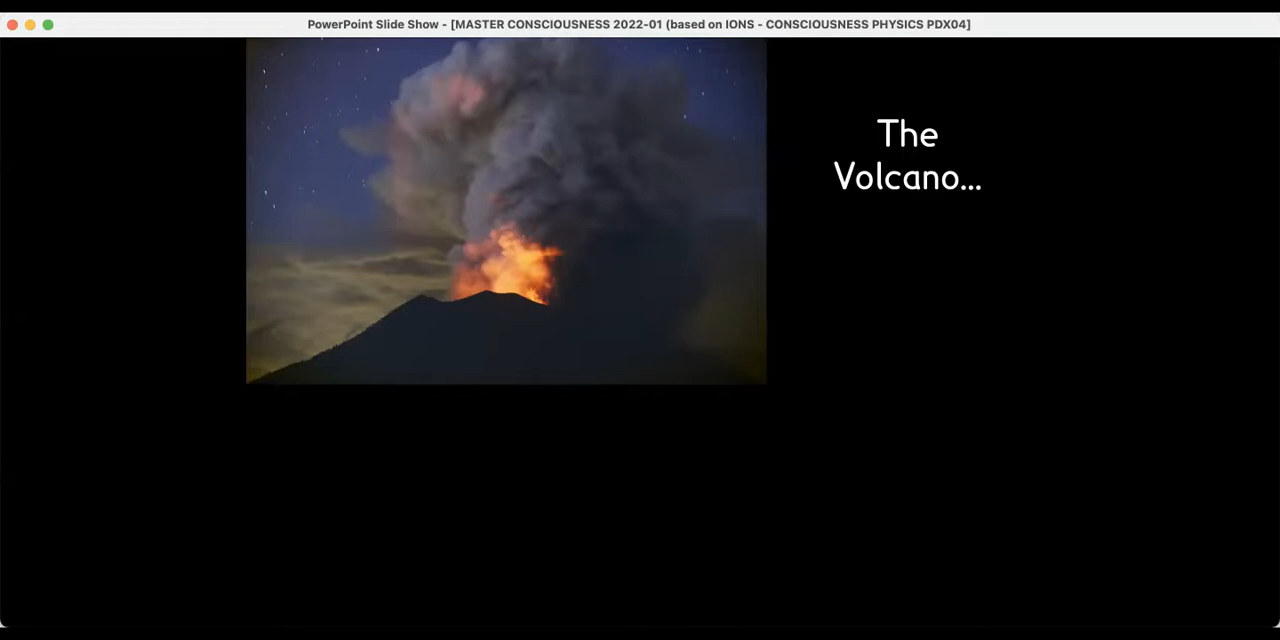 PowerPoint Slide Show - [MASTER CONSCIOUSNESS 2022-01 (based on IONS - CONSCIOUSNESS PHYSICS PDX04]
The
Volcano...